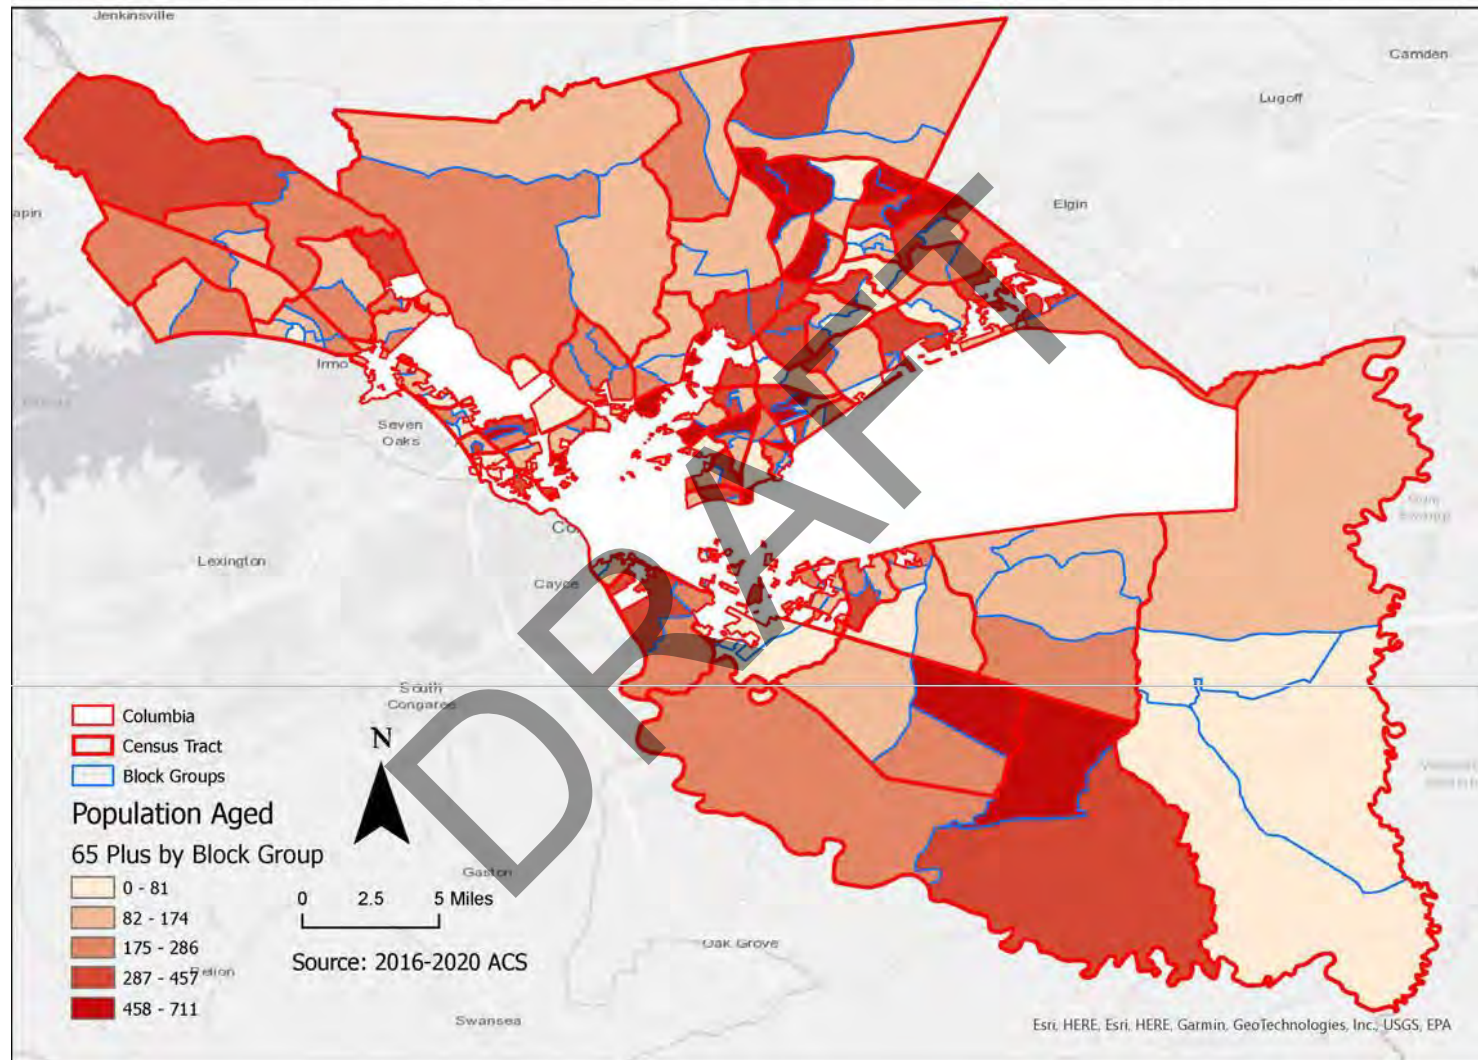 Jenkinsville
Camden
Lugoff
apin
Elgin
Irmo
Seven
Oaks
Co
Lexington
Cayce
South
Congaree
Columbia
Census Tract
Block Groups
N
Population Aged
65 Plus by Block Group
0 - 81
82 - 174
175 - 286
287 - 457
458 - 711
0 2.5 5 Miles
Source: 2016-2020 ACS
Gaston
Oak Grove
Swansea
DRAFT
Esri, HERE, Esri, HERE, Garmin, GeoTechnologies, Inc., USGS, EPA